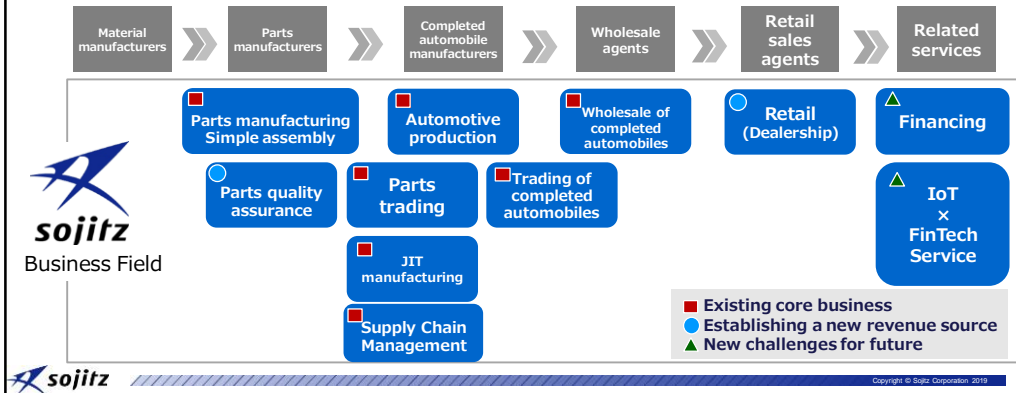 Material
manufacturers
Parts
manufacturers
Completed
automobile
manufacturers
Wholesale
agents
Retail
sales
agents
Related
services
Parts manufacturing
Simple assembly
Automotive
production
Wholesale of
completed
automobiles
Retail
(Dealership)
Financing
Parts quality
assurance
Parts
trading
Trading of
completed
automobiles
IoT
×
FinTech
Service
sojitz
Business Field
JIT
manufacturing
Supply Chain
Management
Existing core business
Establishing a new revenue source
New challenges for future
sojitz
Copyright © Sojitz Corporation 2019